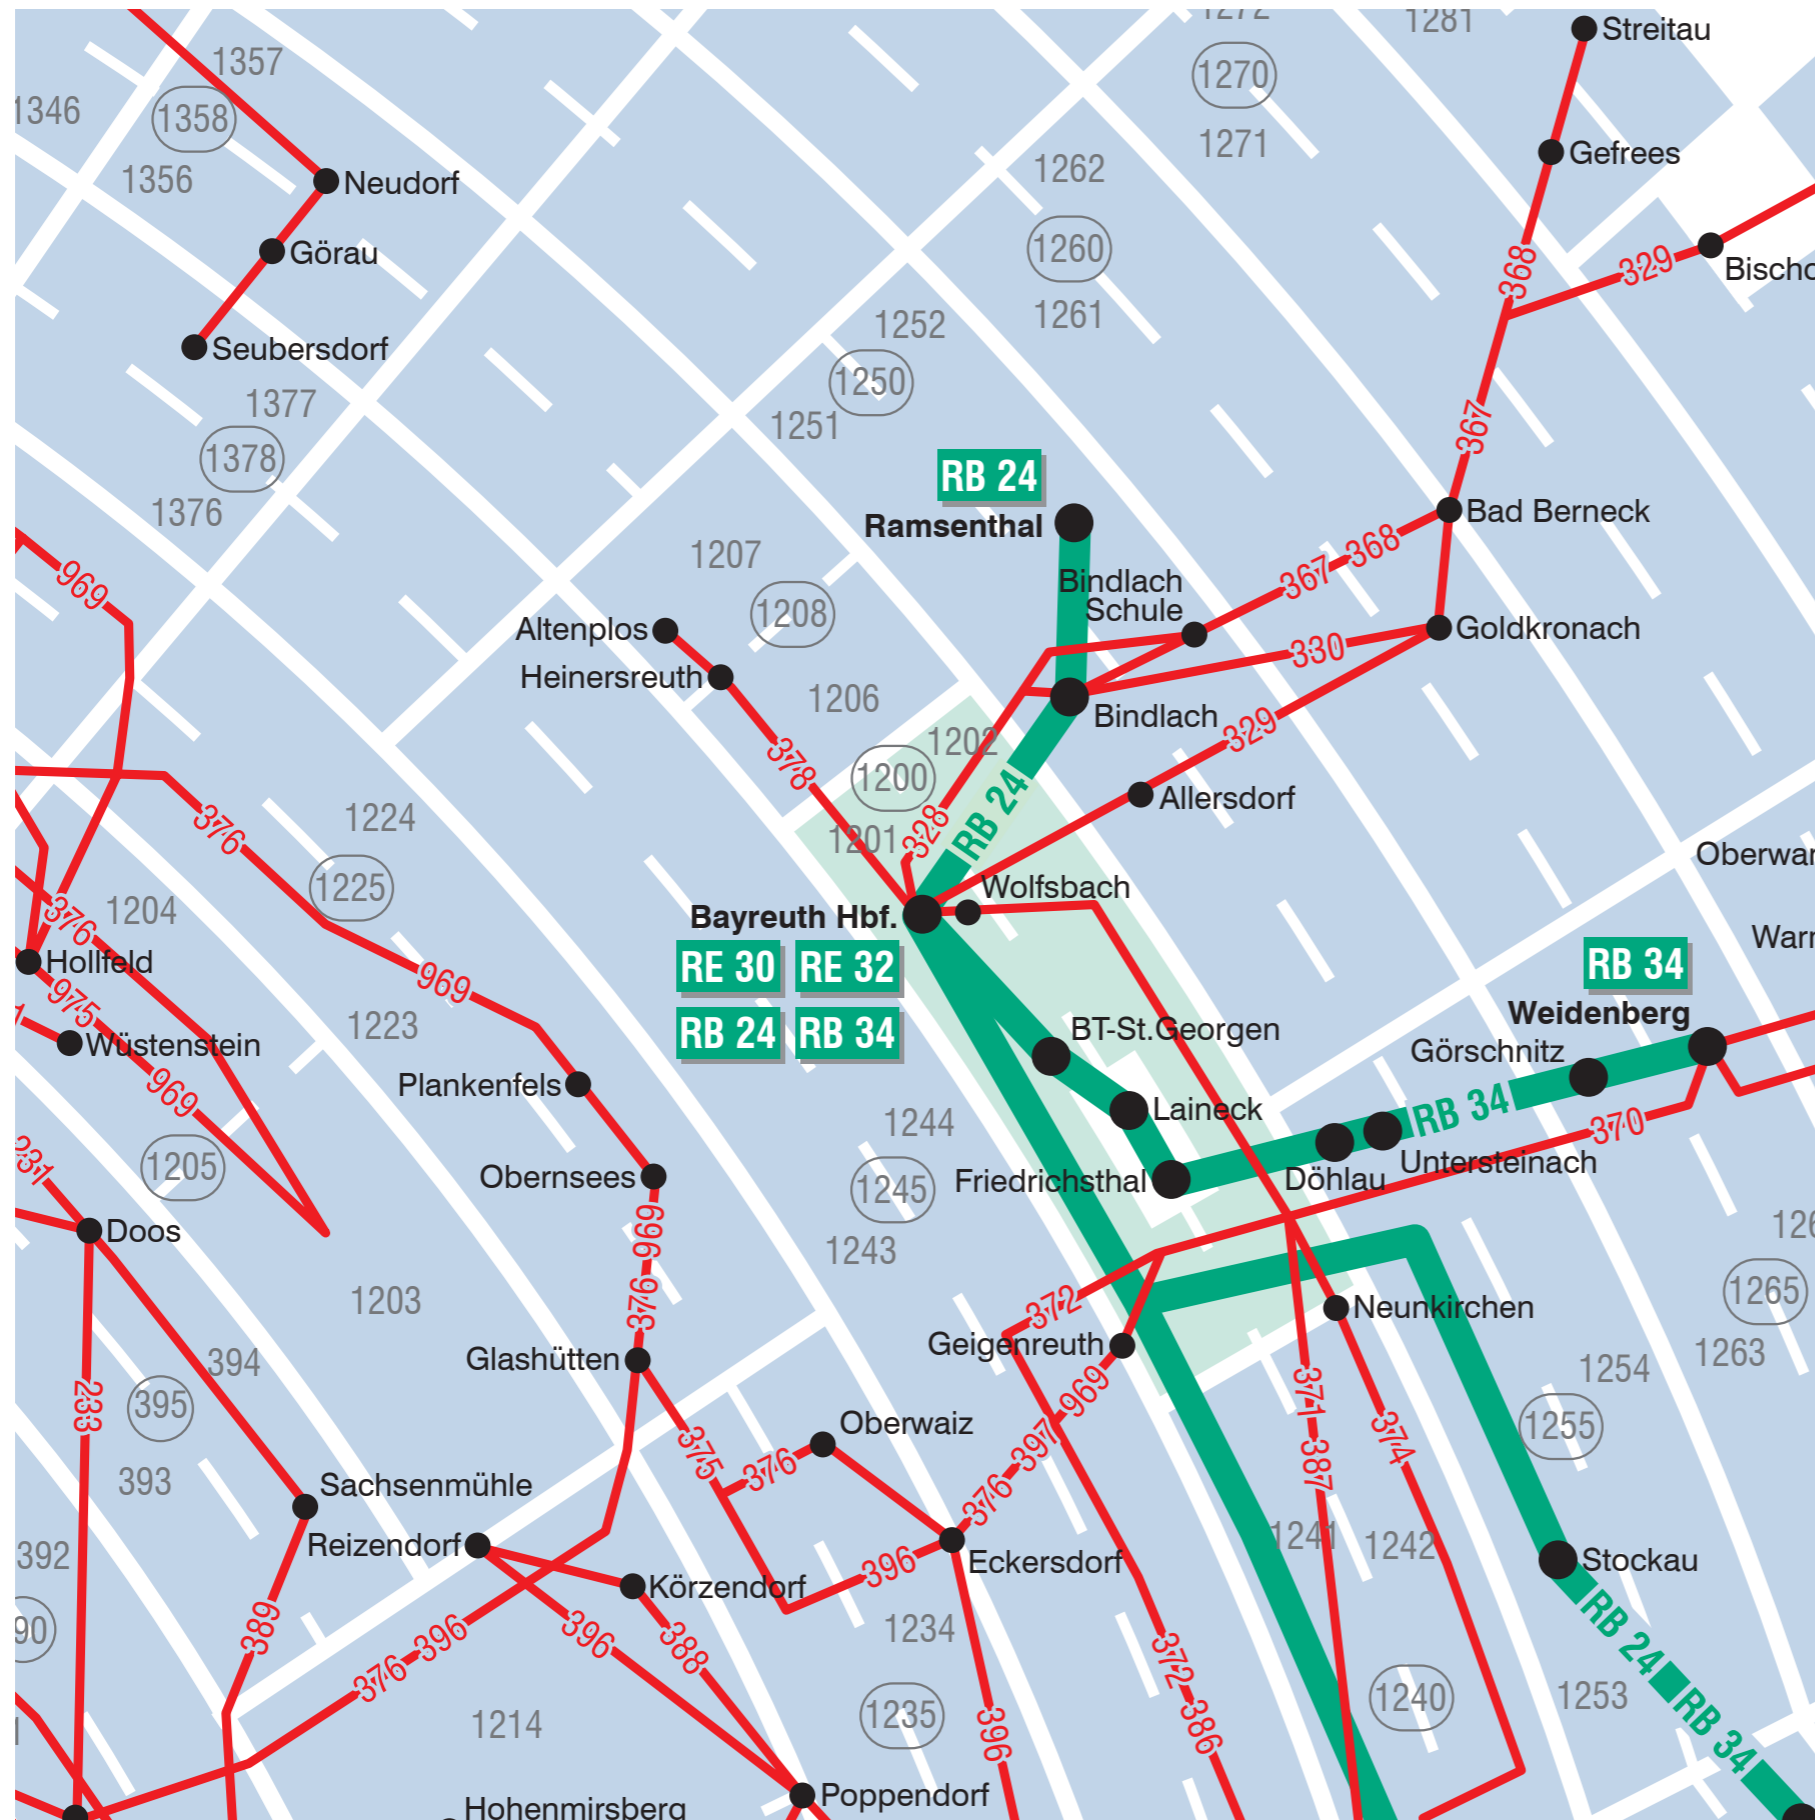 1272
1281
Streitau
1357
1270
1346
1358
1271
Gefrees
1262
1356
Neudorf
1260
368
329
Görau
1261
1252
Seubersdorf
1250
1377
1251
367
1378
1376
RB 24
Ramsenthal
Bad Berneck
367
368
1207
969
Bindlach
Schule
1208
Altenplos
Goldkronach
330
Heinersreuth
1206
Bindlach
329
1202
378
1200
Allersdorf
1224
376
328
RB 24
1201
1225
Wolfsbach
1204
376
Bayreuth Hbf.
Hollfeld
RE 30
RE 32
RB 34
969
975
Weidenberg
1223
RB 24
RB 34
BT-St.Georgen
Wüstenstein
Görschnitz
Plankenfels
969
Laineck
RB 34
370
1244
231
1205
Obernsees
1245
Friedrichsthal
Döhlau
Untersteinach
Doos
969
1243
376
1203
372
Neunkirchen
1265
Geigenreuth
1263
394
Glashütten
1254
233
395
969
371
387
374
1255
Oberwaiz
397
375
376
393
Sachsenmühle
376
Reizendorf
392
1241
1242
Eckersdorf
Stockau
396
Körzendorf
389
396
388
1234
RB 24
376
396
372
386
1240
1253
1235
1214
396
RB 34
Poppendorf
Hohenmirsberg